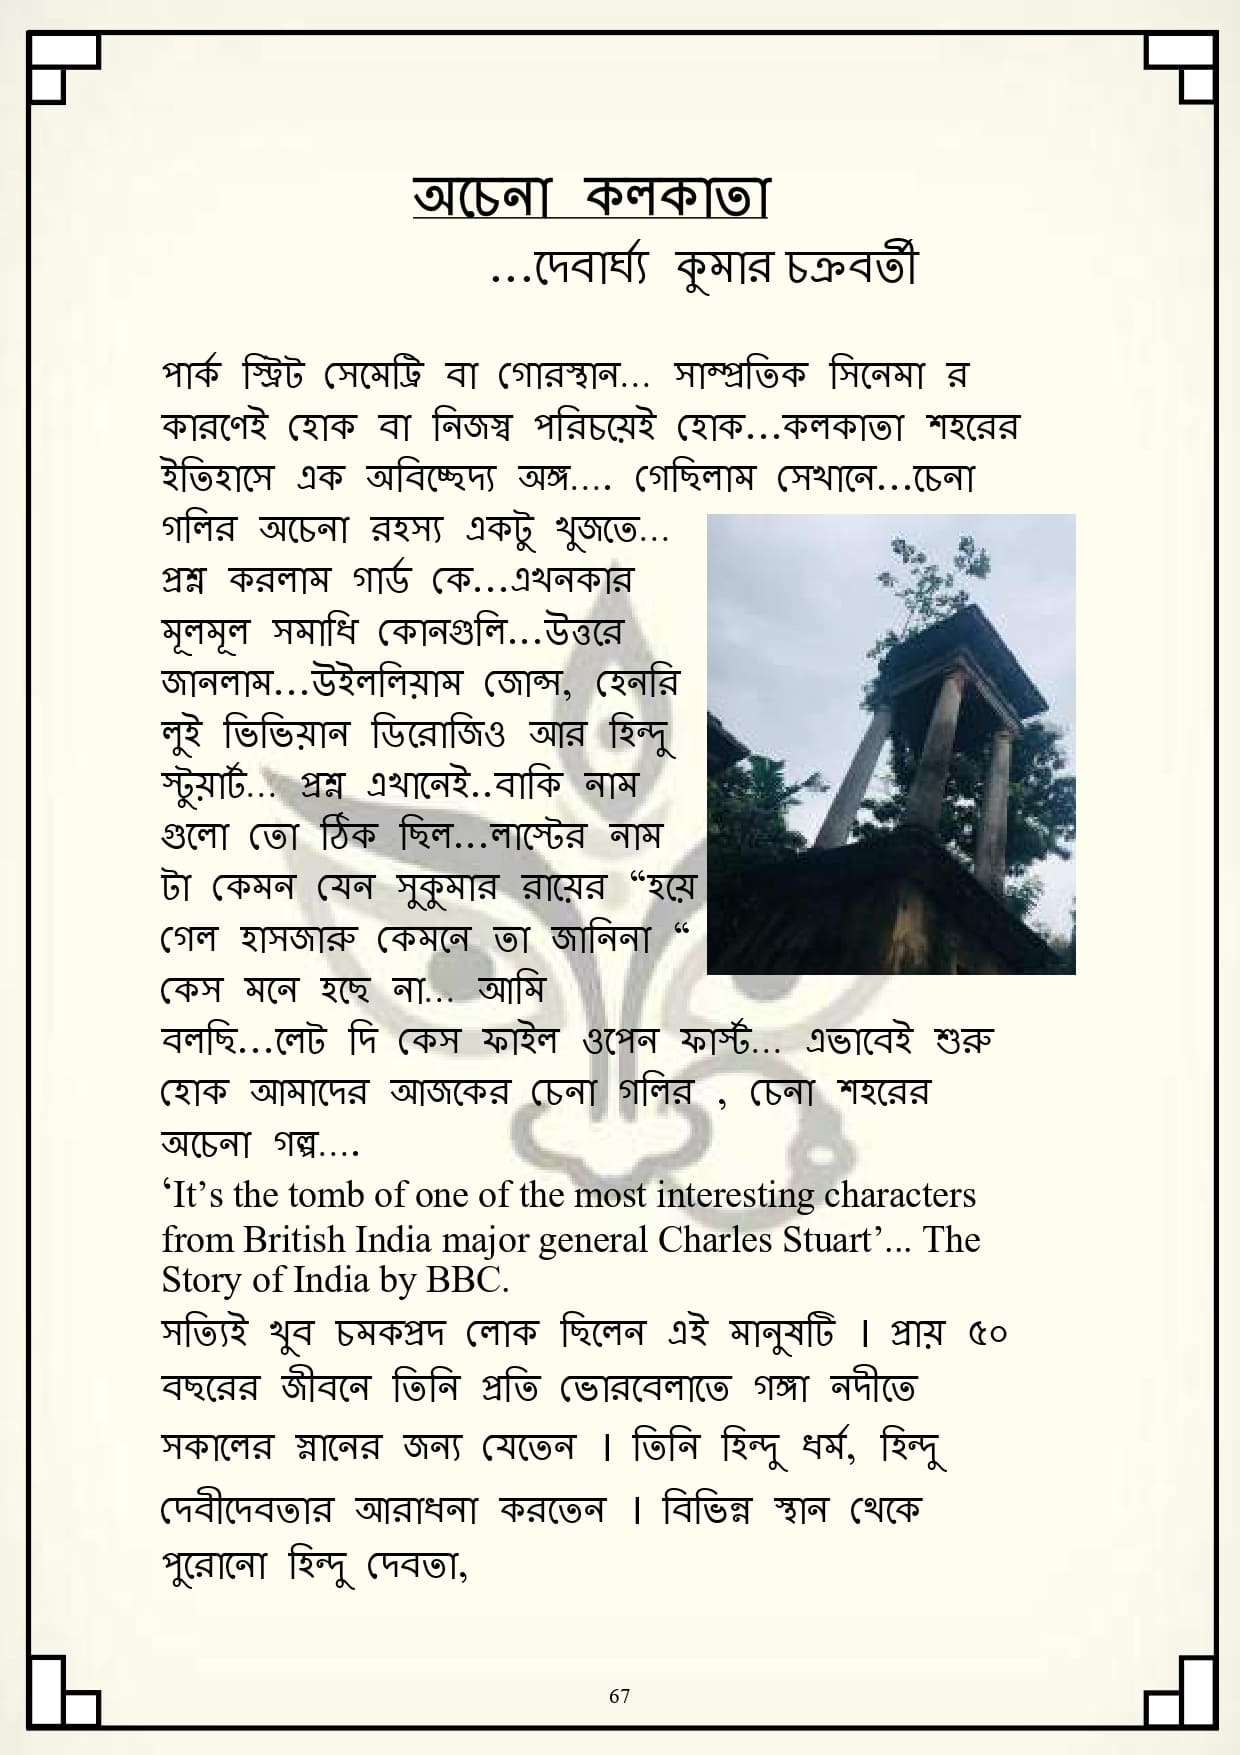 অচেনা কলকাতা
...দেবার্ঘ্য কুমার চক্রবর্তী
পার্ক স্ট্রিট সেমেট্রি বা গোরস্থান... সাম্প্রতিক সিনেমা র
কারণেই হোক বা নিজস্ব পরিচয়েই হোক...কলকাতা শহরের
ইতিহাসে এক অবিচ্ছেদ্য অঙ্গ.... গেছিলাম সেখানে...চেনা
গলির অচেনা রহস্য একটু খুজতে...
প্রশ্ন করলাম গার্ড কে...এখনকার
মূলমূল সমাধি কোনগুলি...উত্তরে
জানলাম...উইললিয়াম জোন্স, হেনরি
লুই ভিভিয়ান ডিরোজিও আর হিন্দু
স্টুয়ার্ট... প্রশ্ন এখানেই..বাকি নাম
গুলো তো ঠিক ছিল...লাস্টের নাম
টা কেমন যেন সুকুমার রায়ের “হয়ে
গেল হাসজারু কেমনে তা জানিনা “
কেস মনে হছে না... আমি
বলছি...লেট দি কেস ফাইল ওপেন ফার্স্ট... এভাবেই শুরু
হোক আমাদের আজকের চেনা গলির , চেনা শহরের
অচেনা গল্প....
‘It’s the tomb of one of the most interesting characters
from British India major general Charles Stuart’... The
Story of India by BBC.
সত্যিই খুব চমকপ্রদ লোক ছিলেন এই মানুষটি । প্রায় ৫০
বছরের জীবনে তিনি প্রতি ভোরবেলাতে গঙ্গা নদীতে
সকালের স্নানের জন্য যেতেন । তিনি হিন্দু ধর্ম, হিন্দু
দেবীদেবতার আরাধনা করতেন । বিভিন্ন স্থান থেকে
পুরোনো হিন্দু দেবতা,
67